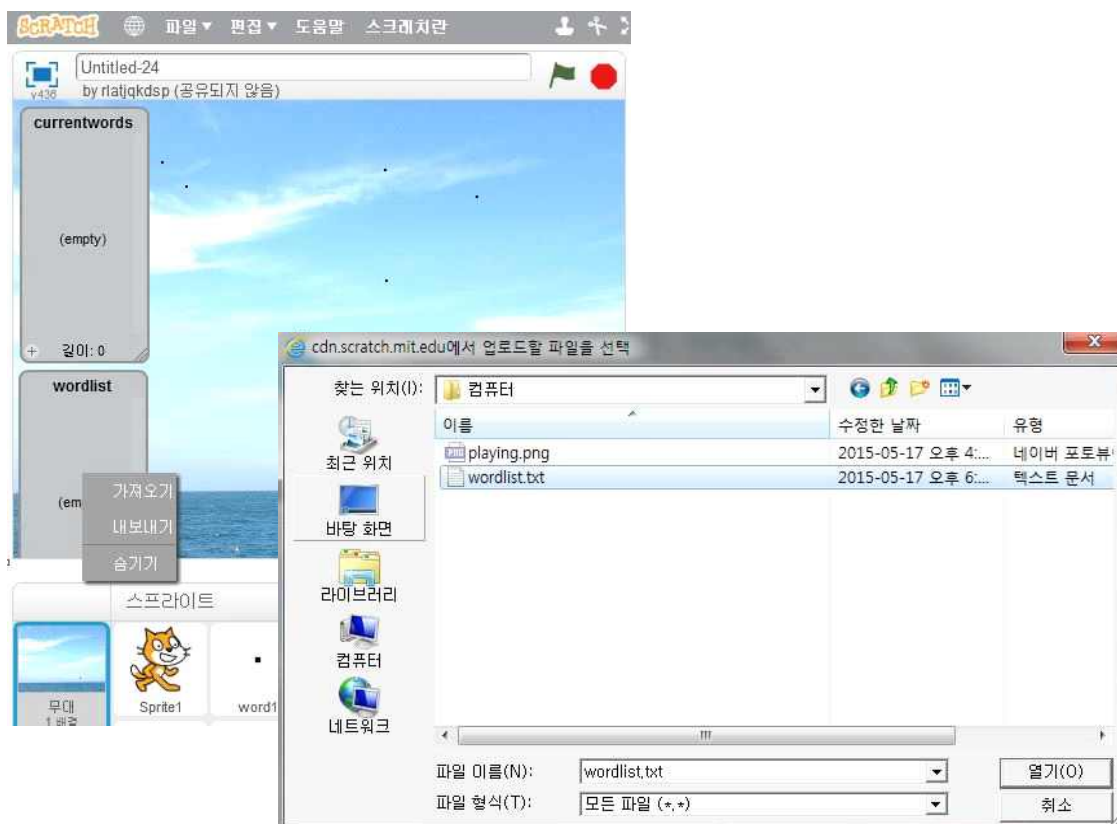 SCRATCH 파일▼ 편집▼ 도움말 스크래치란
Untitled-24
v436 by rlatjqkdsp (공유되지 않음)
currentwords
(empty)
+ 길이: 0
wordlist
(em
가져오기
내보내기
숨기기
스프라이트
무대
Sprite1
word1
cdn.scratch.mit.edu에서 업로드할 파일을 선택
찾는 위치(I):
컴퓨터
이름
수정한 날짜
유형
playing.png
2015-05-17 오후 4:...
네이버 포토뷰
wordlist.txt
2015-05-17 오후 6:...
텍스트 문서
최근 위치
바탕 화면
라이브러리
컴퓨터
네트워크
파일 이름(N):
wordlist.txt
열기(O)
파일 형식(T):
모든 파일 (*.*)
취소